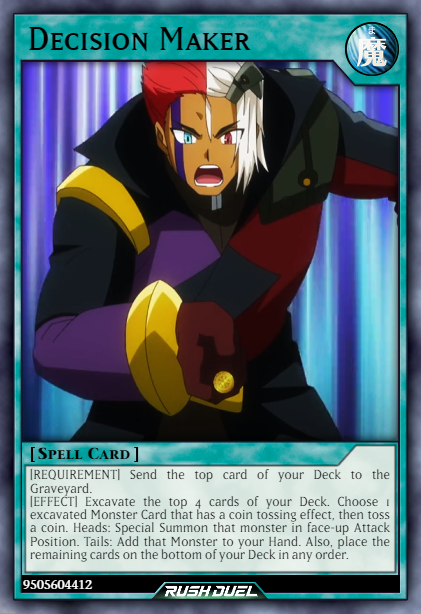 Decision Maker
ま
魔
[Spell Card]
[REQUIREMENT] Send the top card of your Deck to the
Graveyard.
[EFFECT] Excavate the top 4 cards of your Deck. Choose 1
excavated Monster Card that has a coin tossing effect, then toss
a coin. Heads: Special Summon that monster in face-up Attack
Position. Tails: Add that Monster to your Hand. Also, place the
remaining cards on the bottom of your Deck in any order.
9505604412
RUSH DUEL